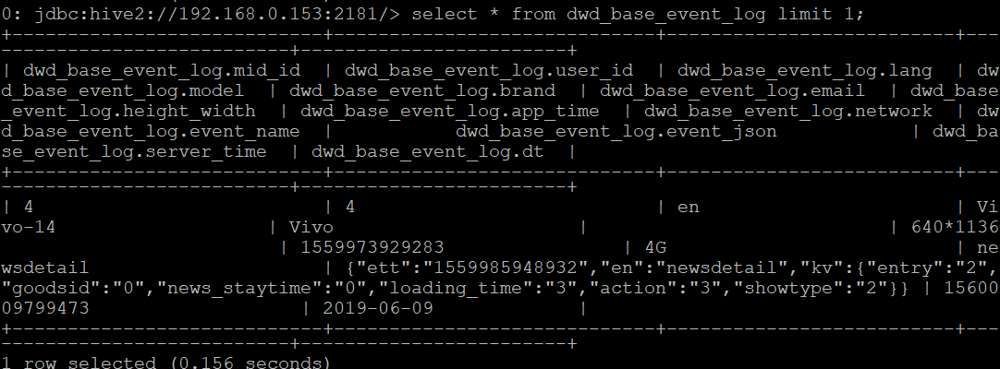 0: jdbc:hive2://192.168.0.153:2181/> select * from dwd_base_event_log limit 1;
+----------------------------+-----------------------------+--------------------------+---
--------------------------+------------------------+
| dwd_base_event_log.mid_id  | dwd_base_event_log.user_id  | dwd_base_event_log.lang  | dw
d_base_event_log.model  | dwd_base_event_log.brand  | dwd_base_event_log.email  | dwd_base
_event_log.height_width  | dwd_base_event_log.app_time  | dwd_base_event_log.network  | dw
d_base_event_log.event_name  |           dwd_base_event_log.event_json            | dwd_ba
se_event_log.server_time  | dwd_base_event_log.dt  |
+----------------------------+-----------------------------+--------------------------+---
--------------------------+------------------------+
| 4                          | 4                           | en                       | Vi
vo-14                   | Vivo                      |                           | 640*1136
                         | 1559973929283                | 4G                          | ne
wsdetail                     | {"ett":"1559985948932","en":"newsdetail","kv":{"entry":"2",
"goodsid":"0","news_staytime":"0","loading_time":"3","action":"3","showtype":"2"}} | 15600
09799473                   | 2019-06-09             |
+----------------------------+-----------------------------+--------------------------+---
--------------------------+------------------------+
1 row selected (0.156 seconds)